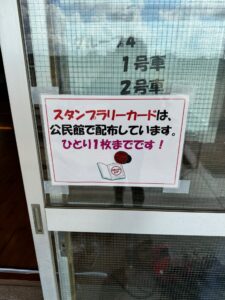 1号車
2号車
スタンプラリーカードは、
公民館で配布しています。
ひとり1枚までです！